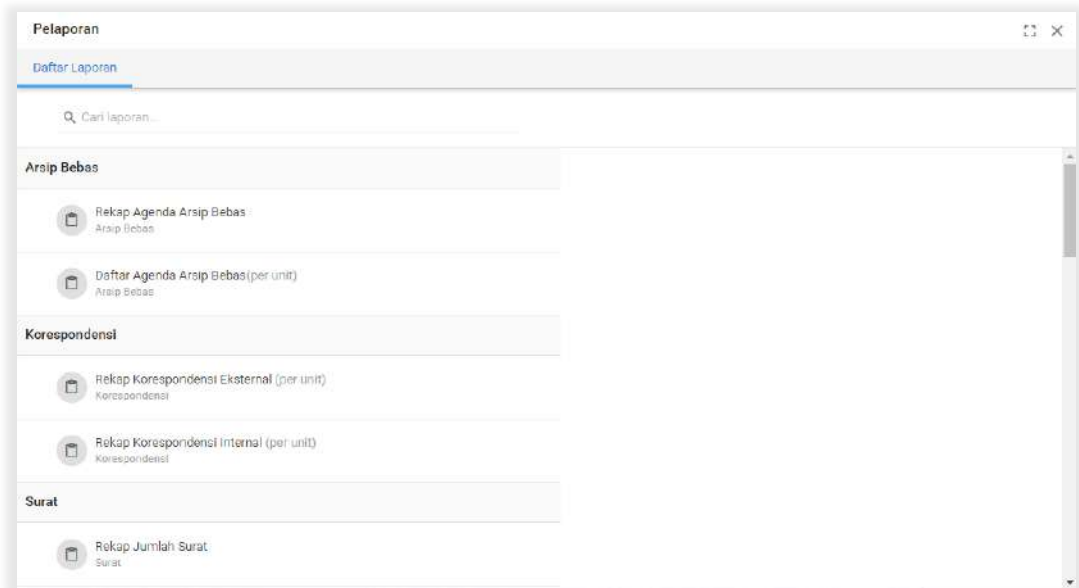 Pelaporan
Daftar Laporan
Cari laporan...
Arsip Bebas
Rekap Agenda Arsip Bebas
Arsip Bebas
Daftar Agenda Arsip Bebas(per unit)
Arsip Bebas
Korespondensi
Rekap Korespondensi Eksternal (per unit)
Korespondensi
Rekap Korespondensi Internal (per unit)
Korespondensi
Surat
Rekap Jumlah Surat
Surat